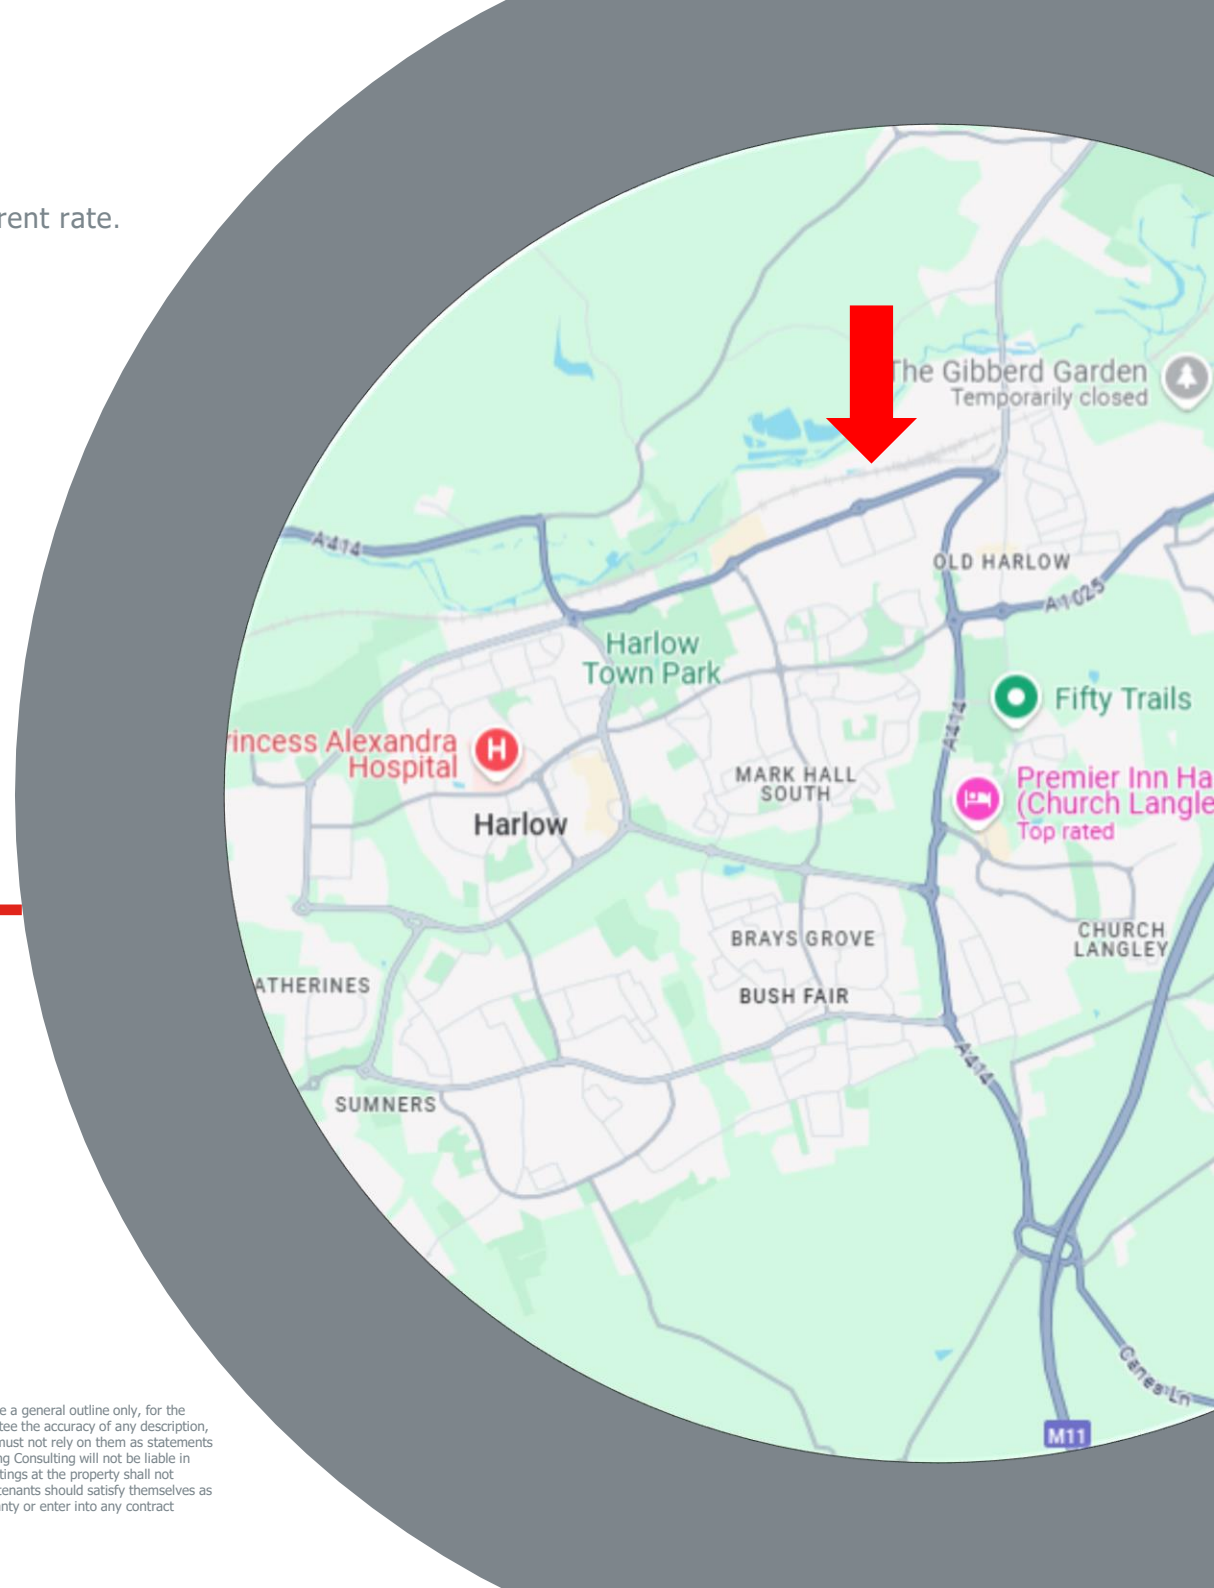 rent rate.
The Gibberd Garden
Temporarily closed
A414
OLD HARLOW
A1025
Harlow
Town Park
Fifty Trails
A414
rincess Alexandra
Hospital
H
MARK HALL
SOUTH
Premier Inn Ha
(Church Langle
Top rated
Harlow
BRAYS GROVE
CHURCH
LANGLEY
ATHERINES
BUSH FAIR
A414
SUMNERS
Canes Ln
M11
e a general outline only, for the
tee the accuracy of any description,
must not rely on them as statements
ng Consulting will not be liable in
tings at the property shall not
tenants should satisfy themselves as
anty or enter into any contract